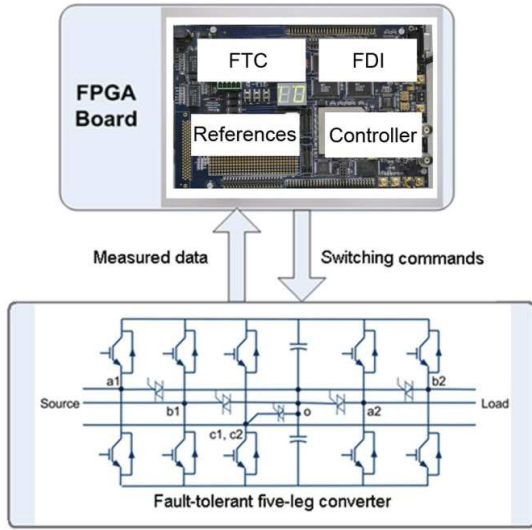 FTC
FDI
FPGA
Board
References
Controller
Measured data
Switching commands
a1
b2
Source
b1
o
a2
Load
c1, c2
Fault-tolerant five-leg converter